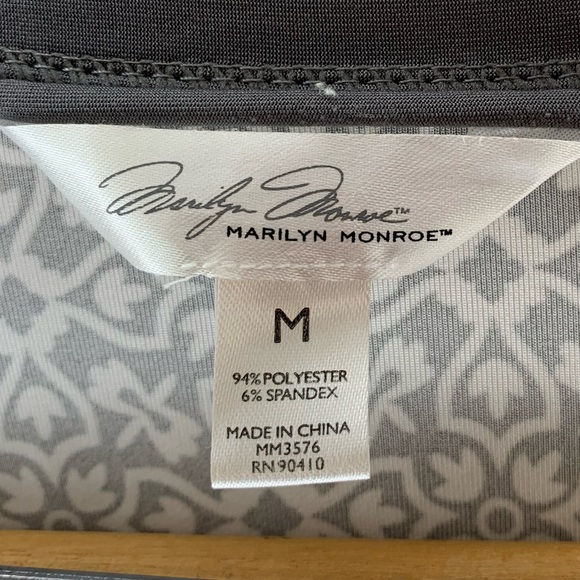 Marilyn Monroe™
MARILYN MONROE™
M
94% POLYESTER
6% SPANDEX
MADE IN CHINA
MM3576
RN 90410